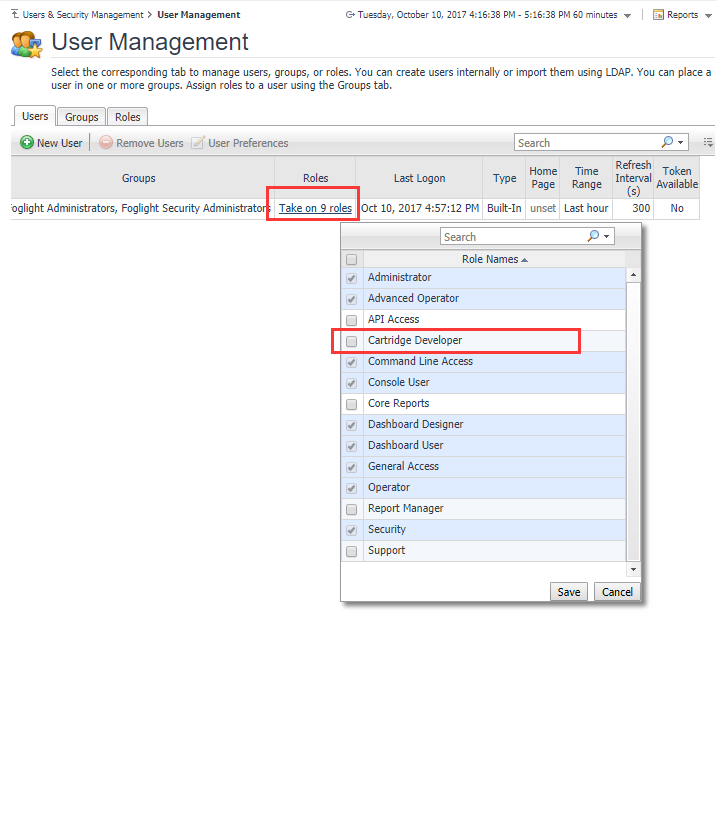 Users & Security Management > User Management
Tuesday, October 10, 2017 4:16:38 PM - 5:16:38 PM 60 minutes
Reports
User Management
Select the corresponding tab to manage users, groups, or roles. You can create users internally or import them using LDAP. You can place a
user in one or more groups. Assign roles to a user using the Groups tab.
Users Groups Roles
New User Remove Users User Preferences Search
Groups Roles Last Logon Type Home Page Time Range Refresh Interval (s) Token Available
Foglight Administrators, Foglight Security Administrators Take on 9 roles Oct 10, 2017 4:57:12 PM Built-In unset Last hour 300 No
Search
Role Names
Administrator
Advanced Operator
API Access
Cartridge Developer
Command Line Access
Console User
Core Reports
Dashboard Designer
Dashboard User
General Access
Operator
Report Manager
Security
Support
Save Cancel